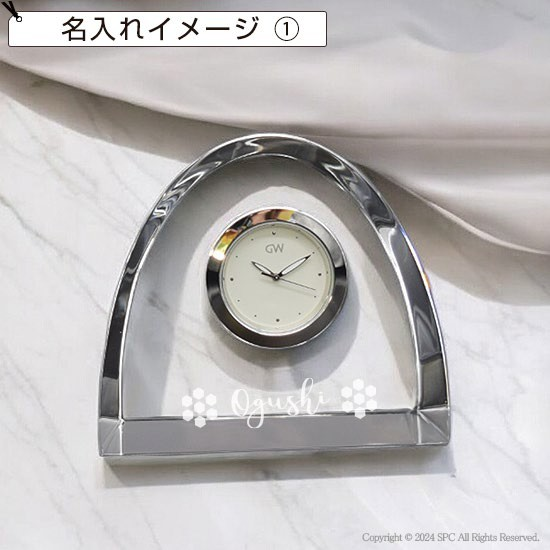 名入れイメージ ①
GW
Ogushi
Copyright © 2024 SPC All Rights Reserved.